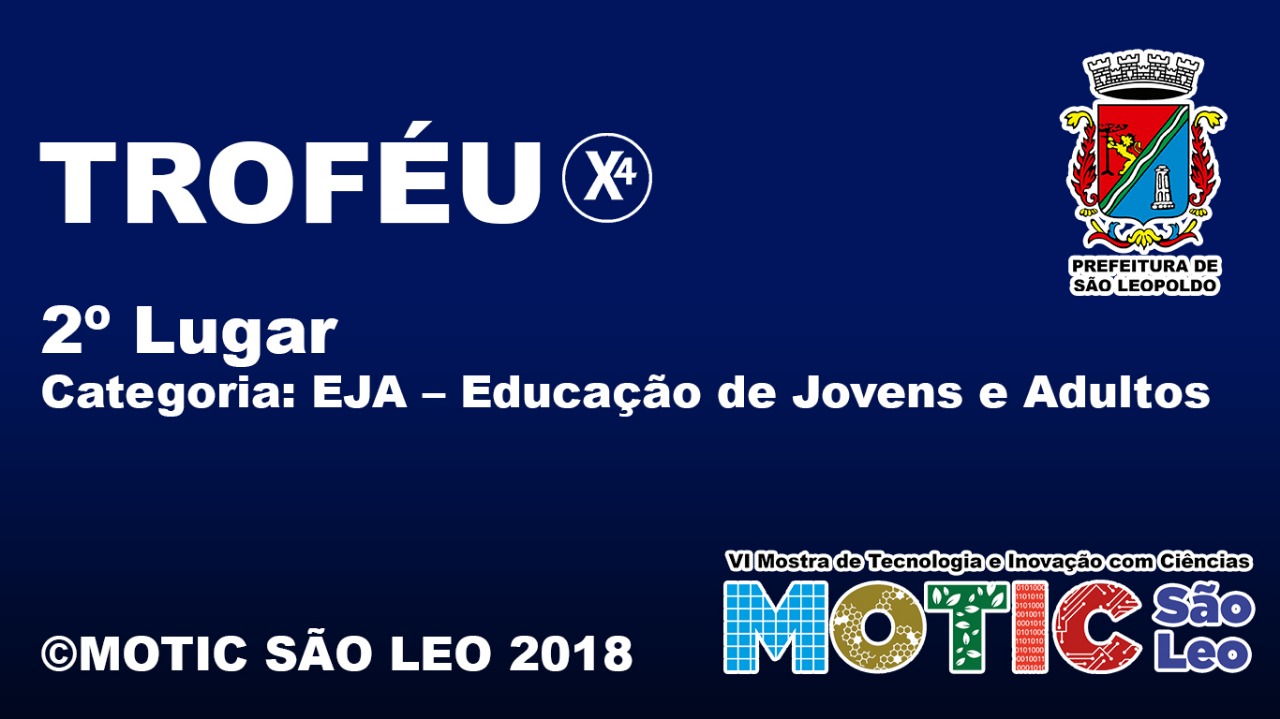 TROFÉU X4
PREFEITURA DE
SÃO LEOPOLDO
2º Lugar
Categoria: EJA – Educação de Jovens e Adultos
VI Mostra de Tecnologia e Inovação com Ciências
MOTIC São
Leo
©MOTIC SÃO LEO 2018